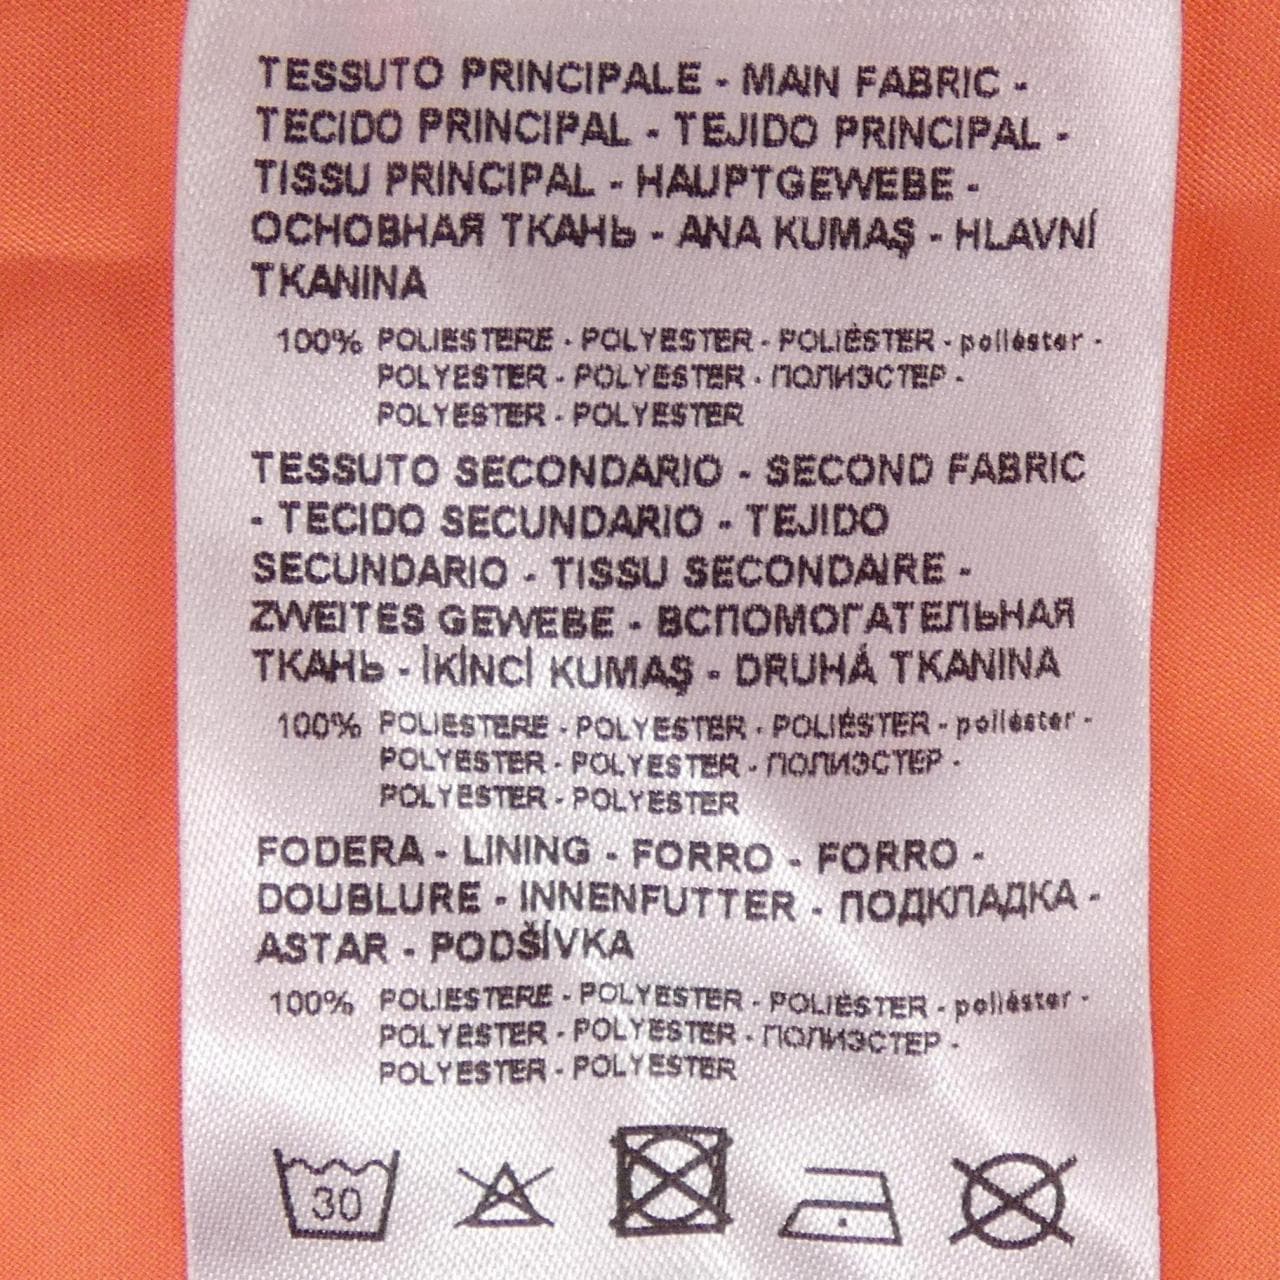 TESSUTO PRINCIPALE - MAIN FABRIC -
TECIDO PRINCIPAL - TEJIDO PRINCIPAL -
TISSU PRINCIPAL - HAUPTGEWEBE -
ОСНОВНАЯ ТКАНЬ - ANA KUMAŞ - HLAVNÍ
TKANINA
100% POLIESTERE - POLYESTER - POLIÉSTER - poliéster -
POLYESTER - POLYESTER - ПОЛИЭСТЕР -
POLYESTER - POLYESTER
TESSUTO SECONDARIO - SECOND FABRIC
- TECIDO SECUNDARIO - TEJIDO
SECUNDARIO - TISSU SECONDAIRE -
ZWEITES GEWEBE - ВСПОМОГАТЕЛЬНАЯ
ТКАНЬ - İKİNCİ KUMAŞ - DRUHÁ TKANINA
100% POLIESTERE - POLYESTER - POLIÉSTER - poliéster -
POLYESTER - POLYESTER - ПОЛИЭСТЕР -
POLYESTER - POLYESTER
FODERA - LINING - FORRO - FORRO -
DOUBLURE - INNENFUTTER - ПОДКЛАДКА -
ASTAR - PODŠÍVKA
100% POLIESTERE - POLYESTER - POLIÉSTER - poliéster -
POLYESTER - POLYESTER - ПОЛИЭСТЕР -
POLYESTER - POLYESTER
30